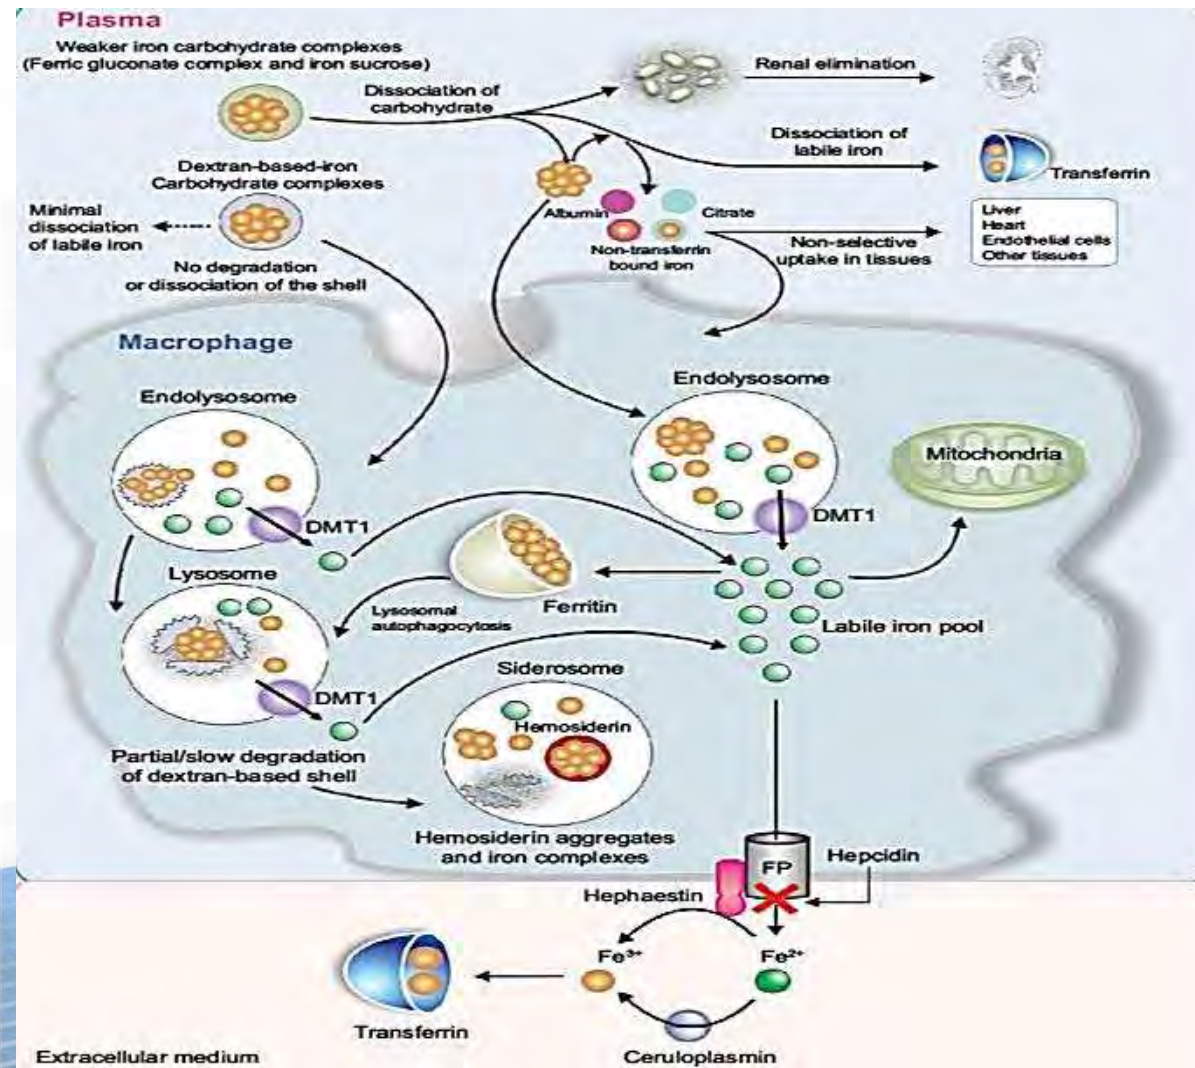 Plasma
Weaker iron carbohydrate complexes
(Ferric gluconate complex and iron sucrose)
Dissociation of
carbohydrate
Renal elimination
Dissociation of
labile iron
Transferrin
Dextran-based-iron
Carbohydrate complexes
Minimal
dissociation
of labile iron
Albumin
Citrate
Non-transferrin
bound iron
Non-selective
uptake in tissues
Liver
Heart
Endothelial cells
Other tissues
No degradation
or dissociation of the shell
Macrophage
Endolysosome
DMT1
Endolysosome
DMT1
Mitochondria
Lysosome
DMT1
Lysosomal
autophagocytosis
Ferritin
Labile iron pool
Siderosome
Hemosiderin
Partial/slow degradation
of dextran-based shell
Hemosiderin aggregates
and iron complexes
FP
Hepcidin
Hephaestin
Fe³⁺
Fe²⁺
Transferrin
Ceruloplasmin
Extracellular medium